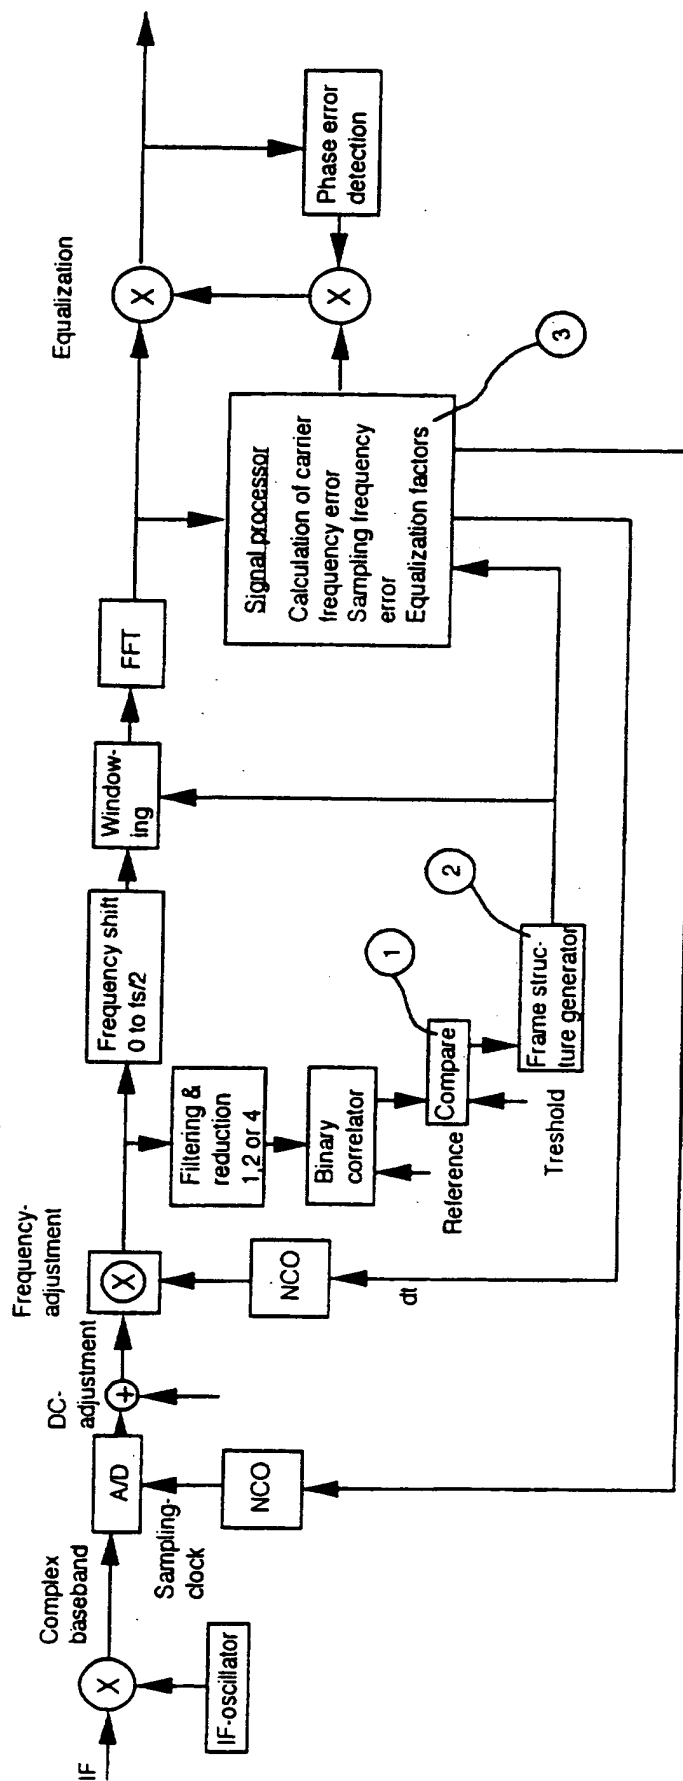 IF
IF-oscillator
X
Complex
baseband
A/D
Sampling-
clock
NCO
DC-
adjustment
+
Frequency-
adjustment
X
NCO
dt
Filtering &
reduction
1,2 or 4
Binary
correlator
Reference
Compare
1
Treshold
Frame struc-
ture generator
2
Frequency shift
0 to fs/2
Window-
ing
FFT
Signal processor
Calculation of carrier
frequency error
Sampling frequency
error
Equalization factors
3
Equalization
X
X
Phase error
detection